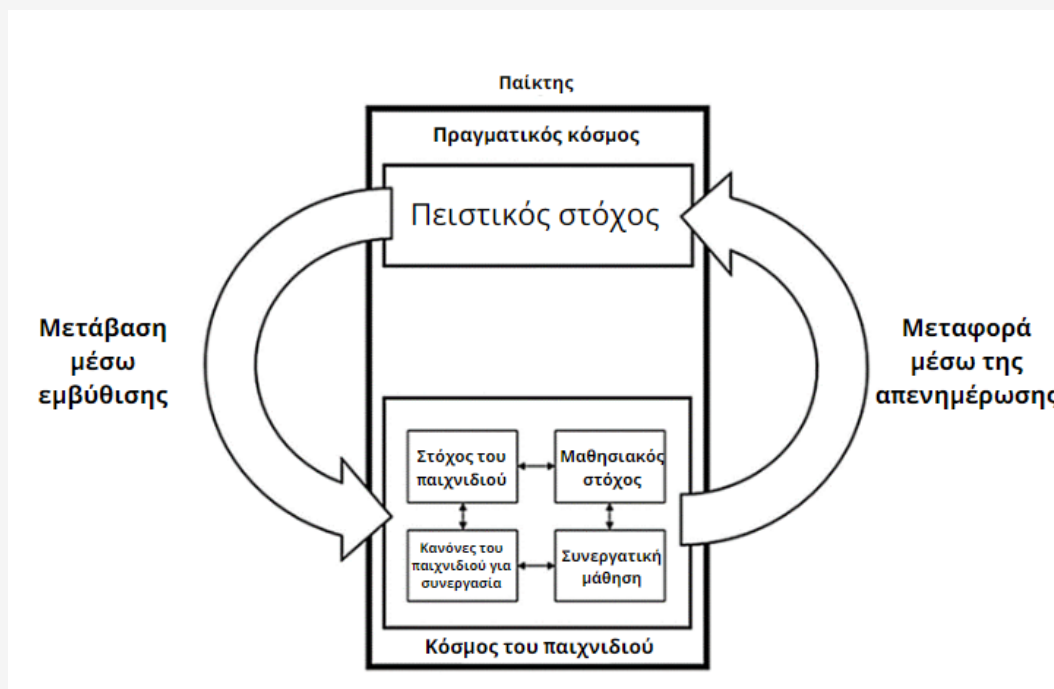 Παίκτης
Πραγματικός κόσμος
Πειστικός στόχος
Μετάβαση
μέσω
εμβύθισης
Μεταφορά
μέσω της
απενημέρωσης
Στόχος του
παιχνιδιού
Μαθησιακός
στόχος
Κανόνες του
παιχνιδιού για
συνεργασία
Συνεργατική
μάθηση
Κόσμος του παιχνιδιού